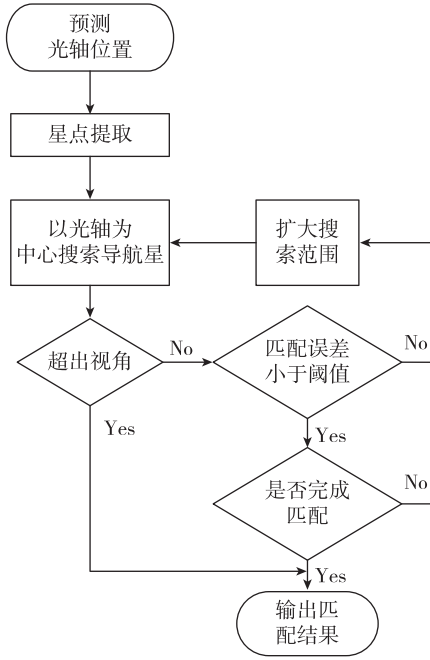 预测
光轴位置
星点提取
以光轴为
中心搜索导航星
扩大搜
索范围
超出视角
No
匹配误差
小于阈值
No
Yes
Yes
是否完成
匹配
No
Yes
输出匹
配结果